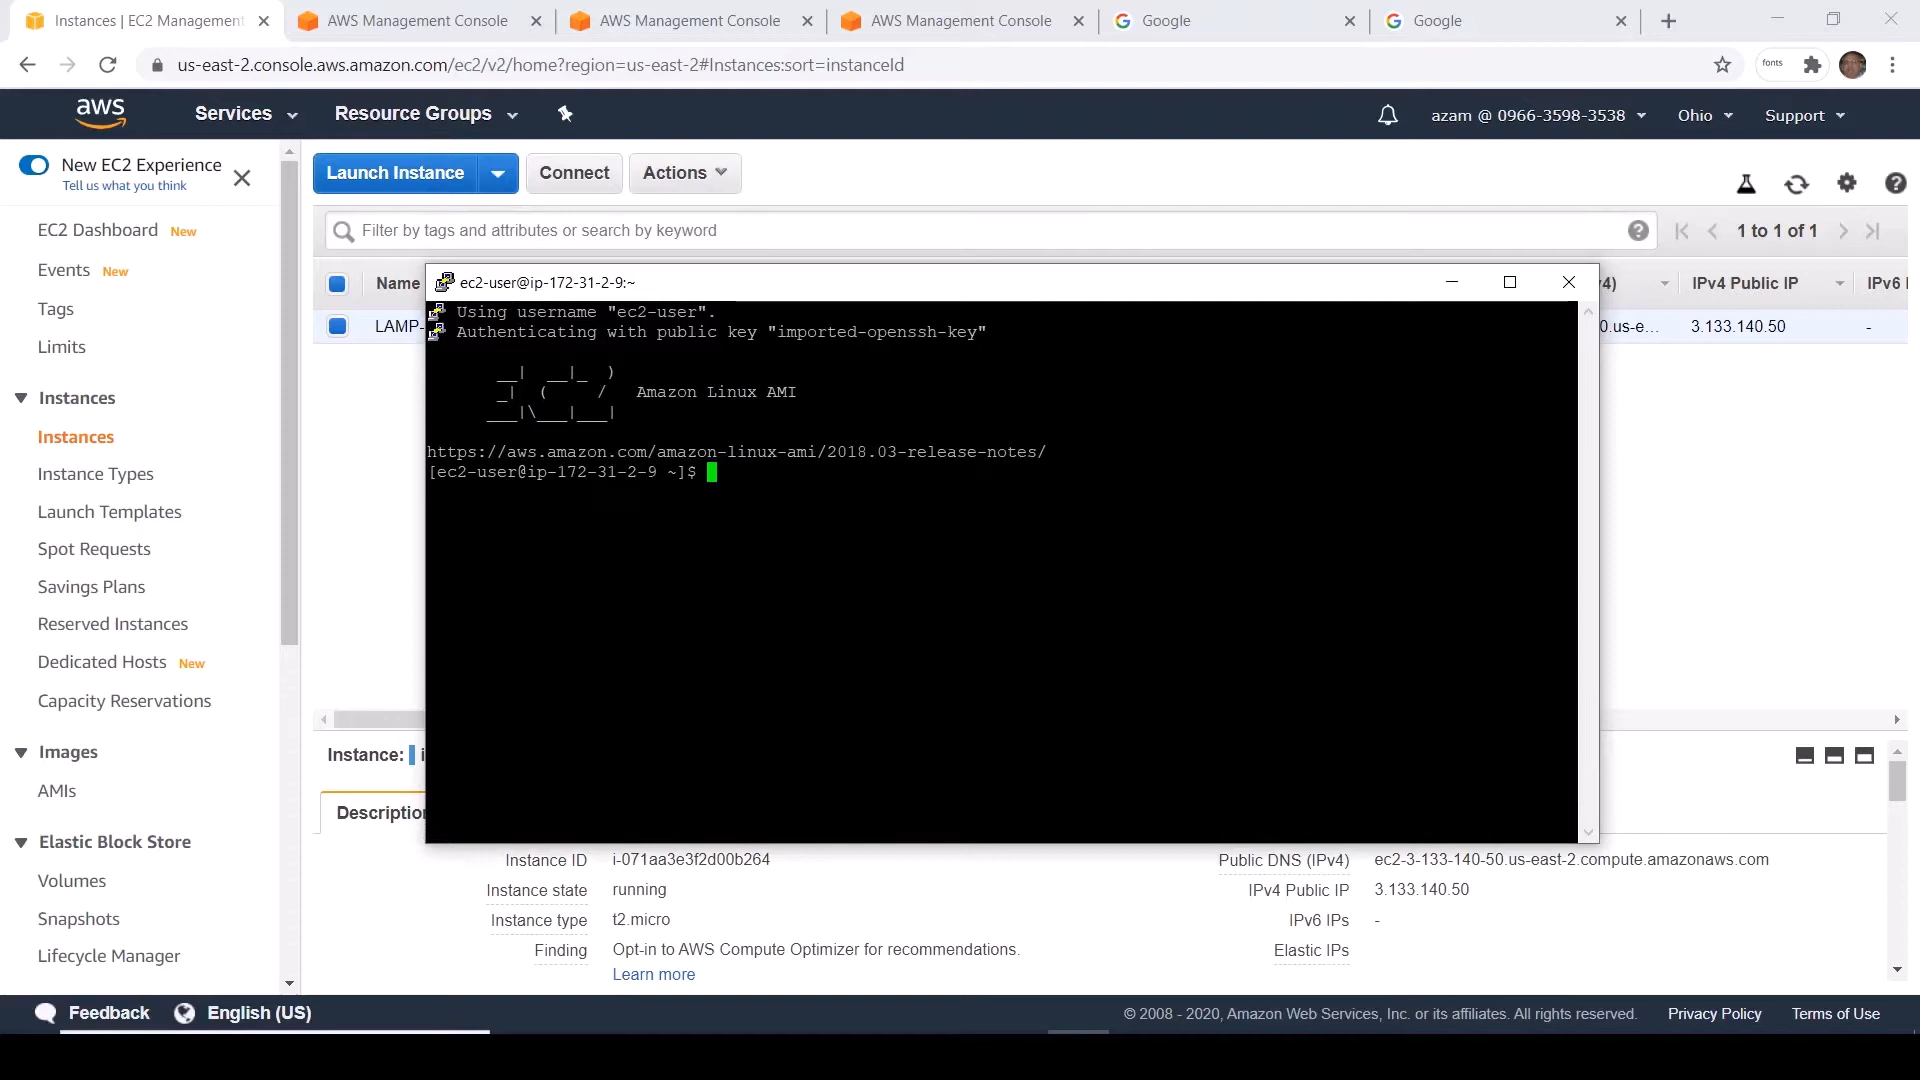 Instances | EC2 Management
AWS Management Console
AWS Management Console
AWS Management Console
Google
Google
us-east-2.console.aws.amazon.com/ec2/v2/home?region=us-east-2#Instances:sort=instanceId
fonts
aws
Services
Resource Groups
azam @ 0966-3598-3538
Ohio
Support
New EC2 Experience
Tell us what you think
Launch Instance
Connect
Actions
Filter by tags and attributes or search by keyword
1 to 1 of 1
EC2 Dashboard New
Events New
Tags
Limits
Instances
Instances
Instance Types
Launch Templates
Spot Requests
Savings Plans
Reserved Instances
Dedicated Hosts New
Capacity Reservations
Images
AMIs
Elastic Block Store
Volumes
Snapshots
Lifecycle Manager
Name
4)
IPv4 Public IP
IPv6 I
LAMP-
0.us-e...
3.133.140.50
-
ec2-user@ip-172-31-2-9:~
Using username "ec2-user".
Authenticating with public key "imported-openssh-key"
__|  __|_  )
_|  (     /   Amazon Linux AMI
___|\___|___|
https://aws.amazon.com/amazon-linux-ami/2018.03-release-notes/
[ec2-user@ip-172-31-2-9 ~]$
Instance: i
Description
Instance ID i-071aa3e3f2d00b264
Instance state running
Instance type t2.micro
Finding Opt-in to AWS Compute Optimizer for recommendations.
Learn more
Public DNS (IPv4) ec2-3-133-140-50.us-east-2.compute.amazonaws.com
IPv4 Public IP 3.133.140.50
IPv6 IPs -
Elastic IPs
Feedback
English (US)
© 2008 - 2020, Amazon Web Services, Inc. or its affiliates. All rights reserved.
Privacy Policy
Terms of Use